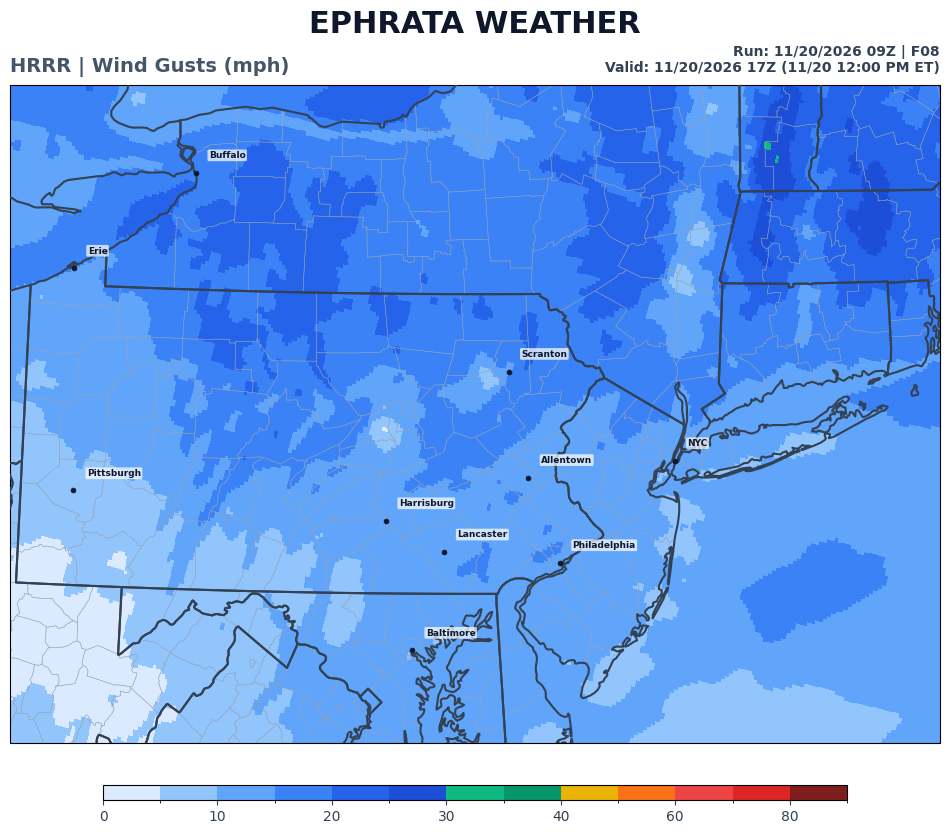 EPHRATA WEATHER
HRRR | Wind Gusts (mph)
Run: 11/20/2026 09Z | F08
Valid: 11/20/2026 17Z (11/20 12:00 PM ET)
Buffalo
Erie
Scranton
NYC
Allentown
Pittsburgh
Harrisburg
Lancaster
Philadelphia
Baltimore
0 10 20 30 40 50 60 70 80